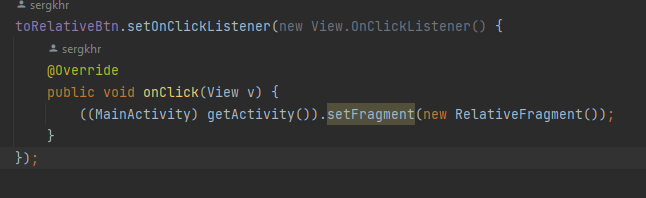 sergkhr
toRelativeBtn.setOnClickListener(new View.OnClickListener() {
sergkhr
@Override
public void onClick(View v) {
((MainActivity) getActivity()).setFragment(new RelativeFragment());
}
});